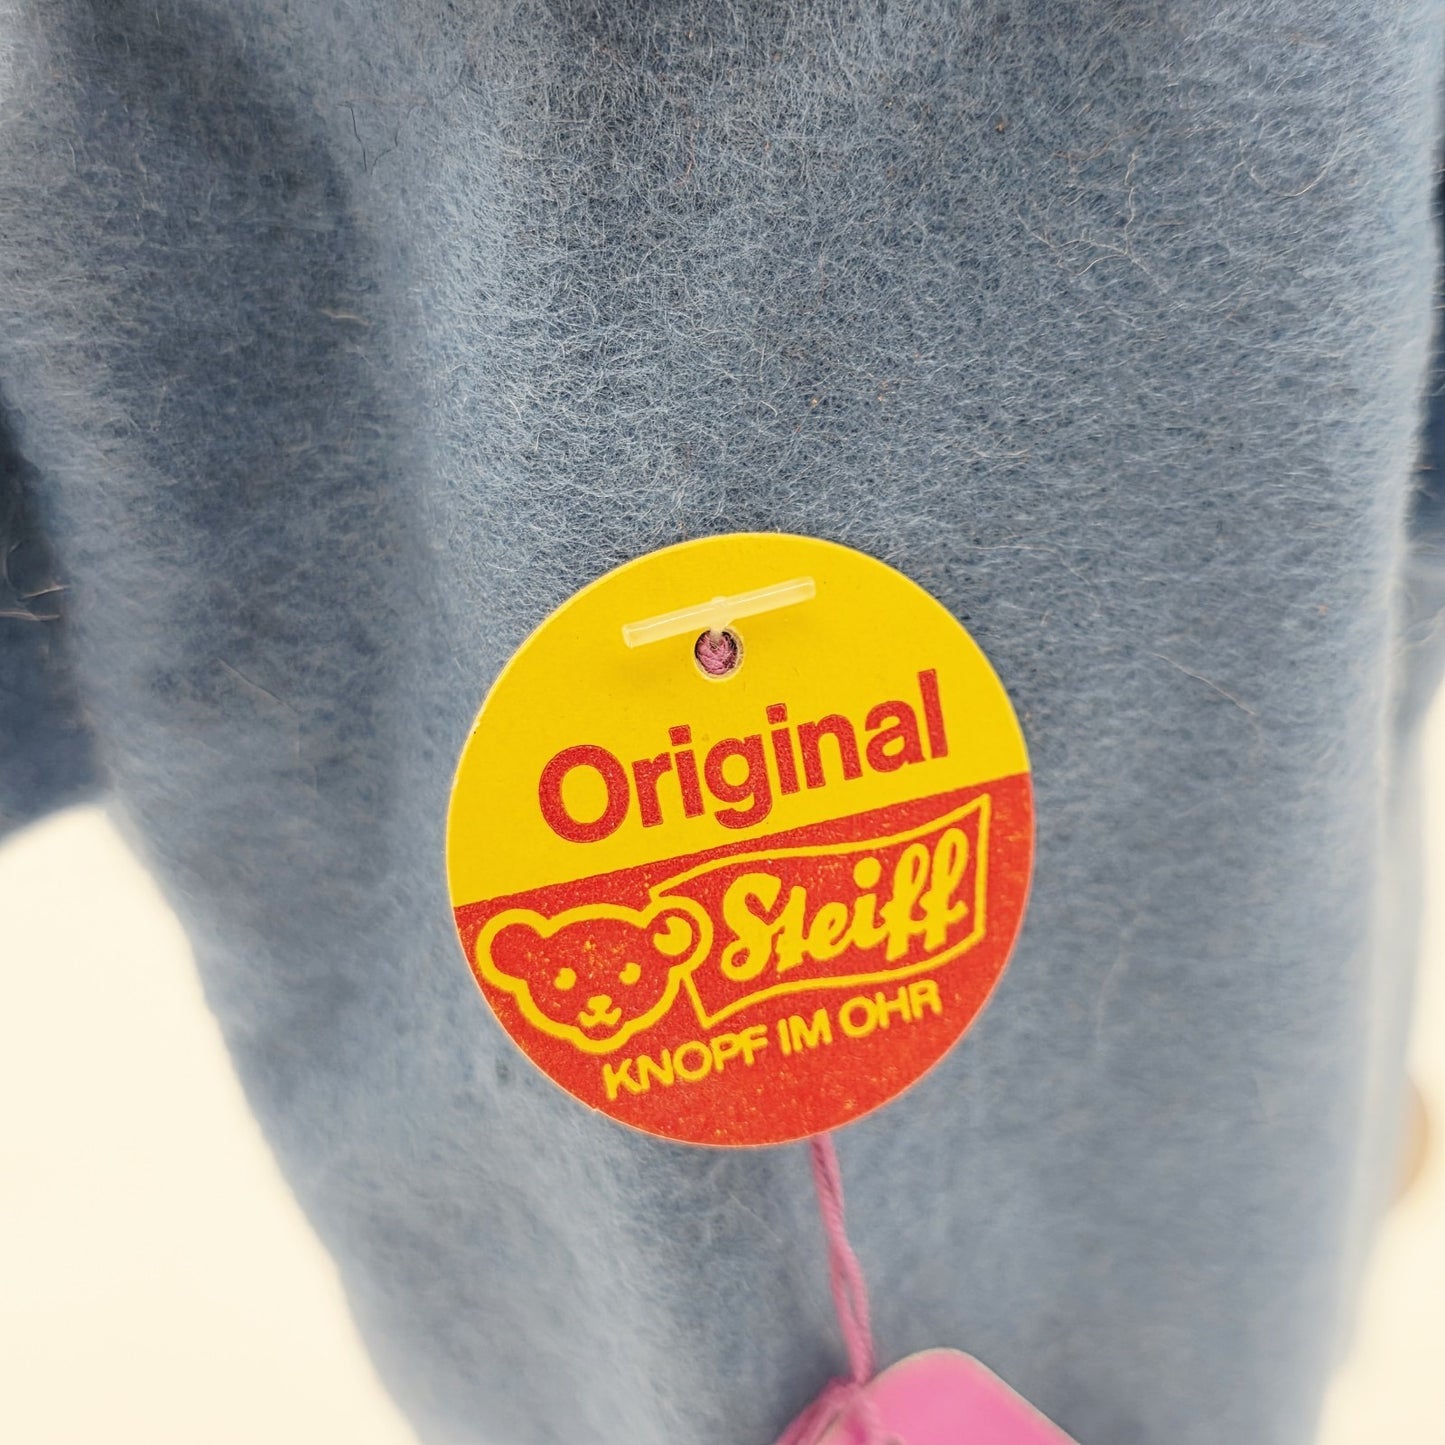 Original
Steiff
KNOPF IM OHR